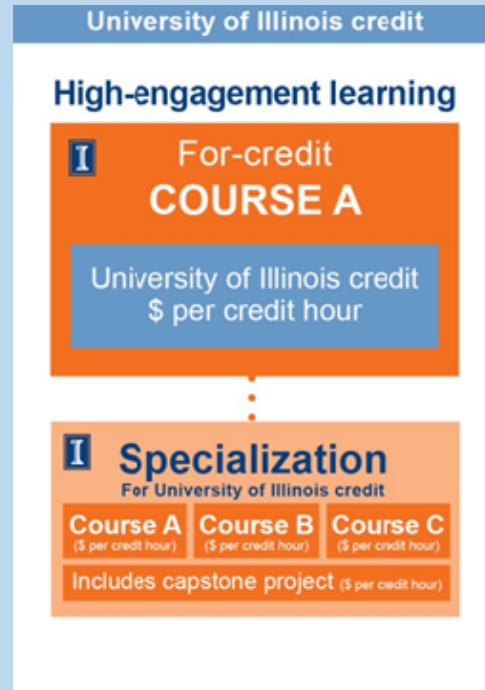 University of Illinois credit
High-engagement learning
I
For-credit
COURSE A
University of Illinois credit
$ per credit hour
I
Specialization
For University of Illinois credit
Course A Course B Course C
($ per credit hour) ($ per credit hour) ($ per credit hour)
Includes capstone project ($ per credit hour)